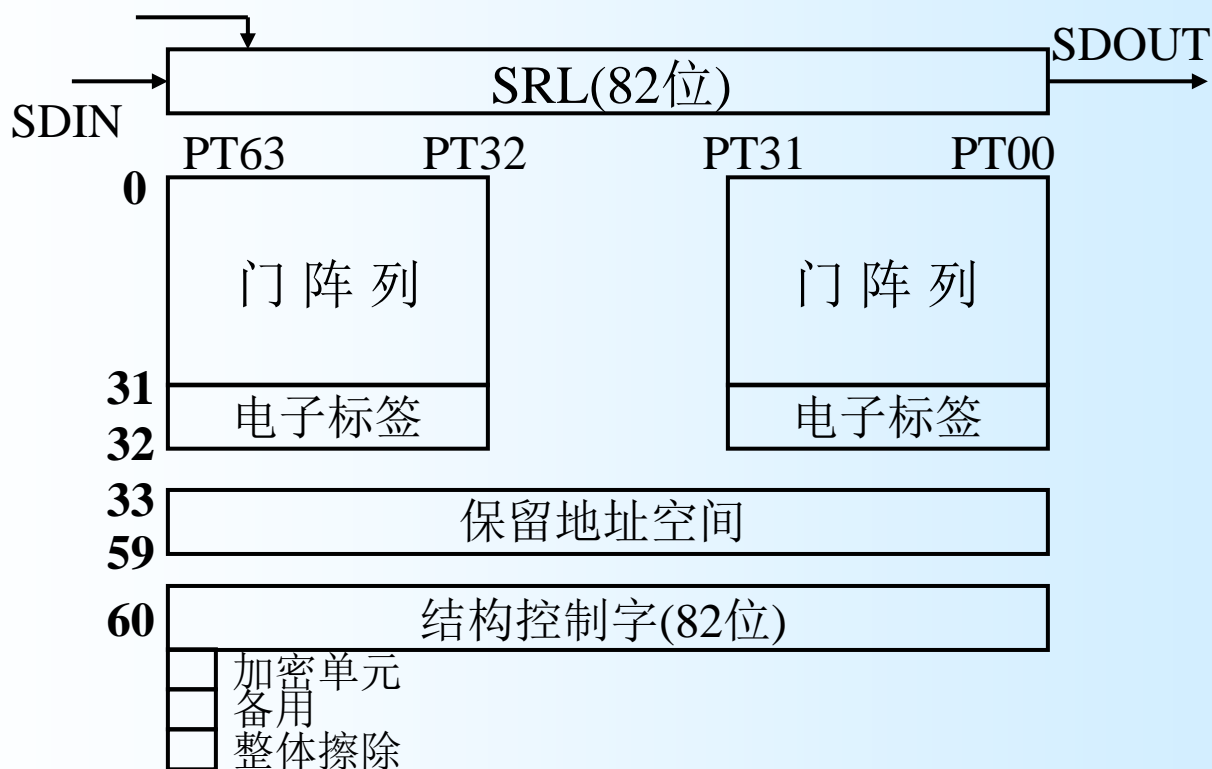 SDOUT
SRL(82位)
SDIN
PT63 PT32 PT31 PT00
0
门 阵 列 门 阵 列
31
电子标签 电子标签
32
33
保留地址空间
59
60 结构控制字(82位)
加密单元
备用
整体擦除